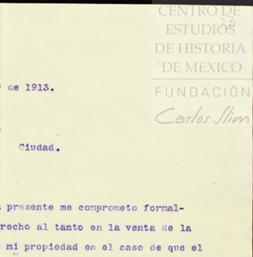 CENTRO DE
ESTUDIOS
DE HISTORIA
DE MEXICO
FUNDACIÓN
Carlos Slim
23
de 1913.
Ciudad.
presente me comprometo formal-
recho al tanto en la venta de la
mi propiedad en el caso de que el